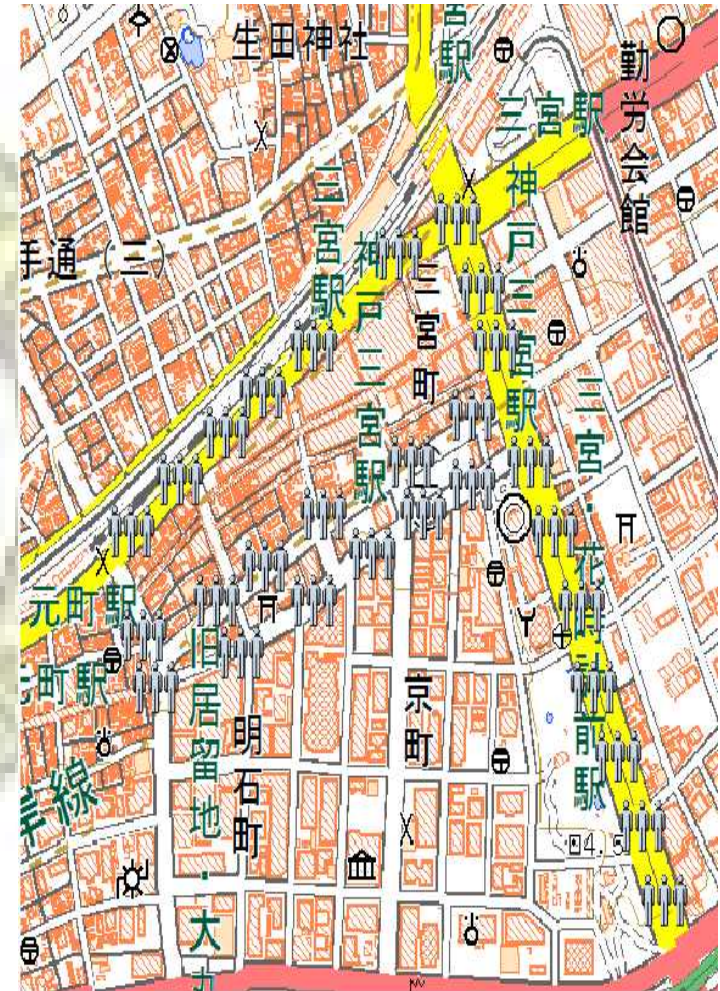 生田神社
宮駅
三宮駅
勤労会館
三宮駅
神戸三宮駅
手通(三)
神戸三宮駅
三宮町
三宮・花時計前駅
元町駅
元町駅
旧居留地・大丸
明石町
京町
岸線